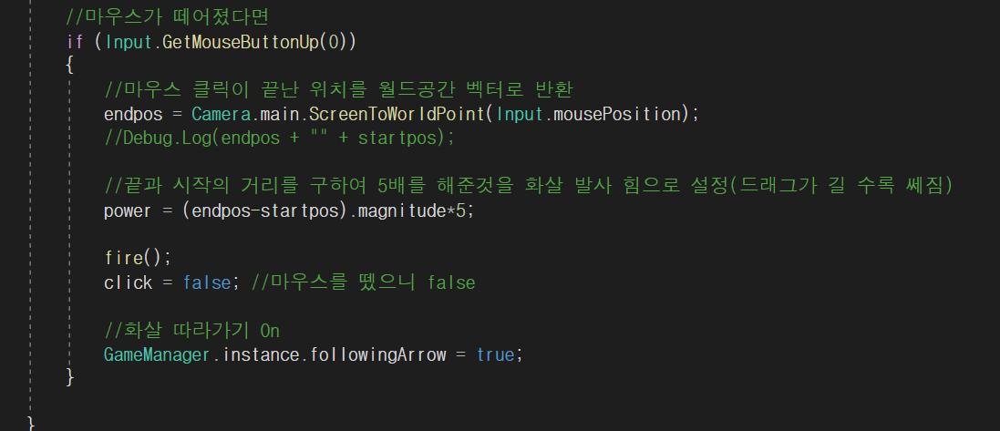 //마우스가 떼어졌다면
if (Input.GetMouseButtonUp(0))
{
//마우스 클릭이 끝난 위치를 월드공간 벡터로 반환
endpos = Camera.main.ScreenToWorldPoint(Input.mousePosition);
//Debug.Log(endpos + "" + startpos);
//끝과 시작의 거리를 구하여 5배를 해준것을 화살 발사 힘으로 설정(드래그가 길 수록 쎄짐)
power = (endpos-startpos).magnitude*5;
fire();
click = false; //마우스를 뗐으니 false
//화살 따라가기 On
GameManager.instance.followingArrow = true;
}
}